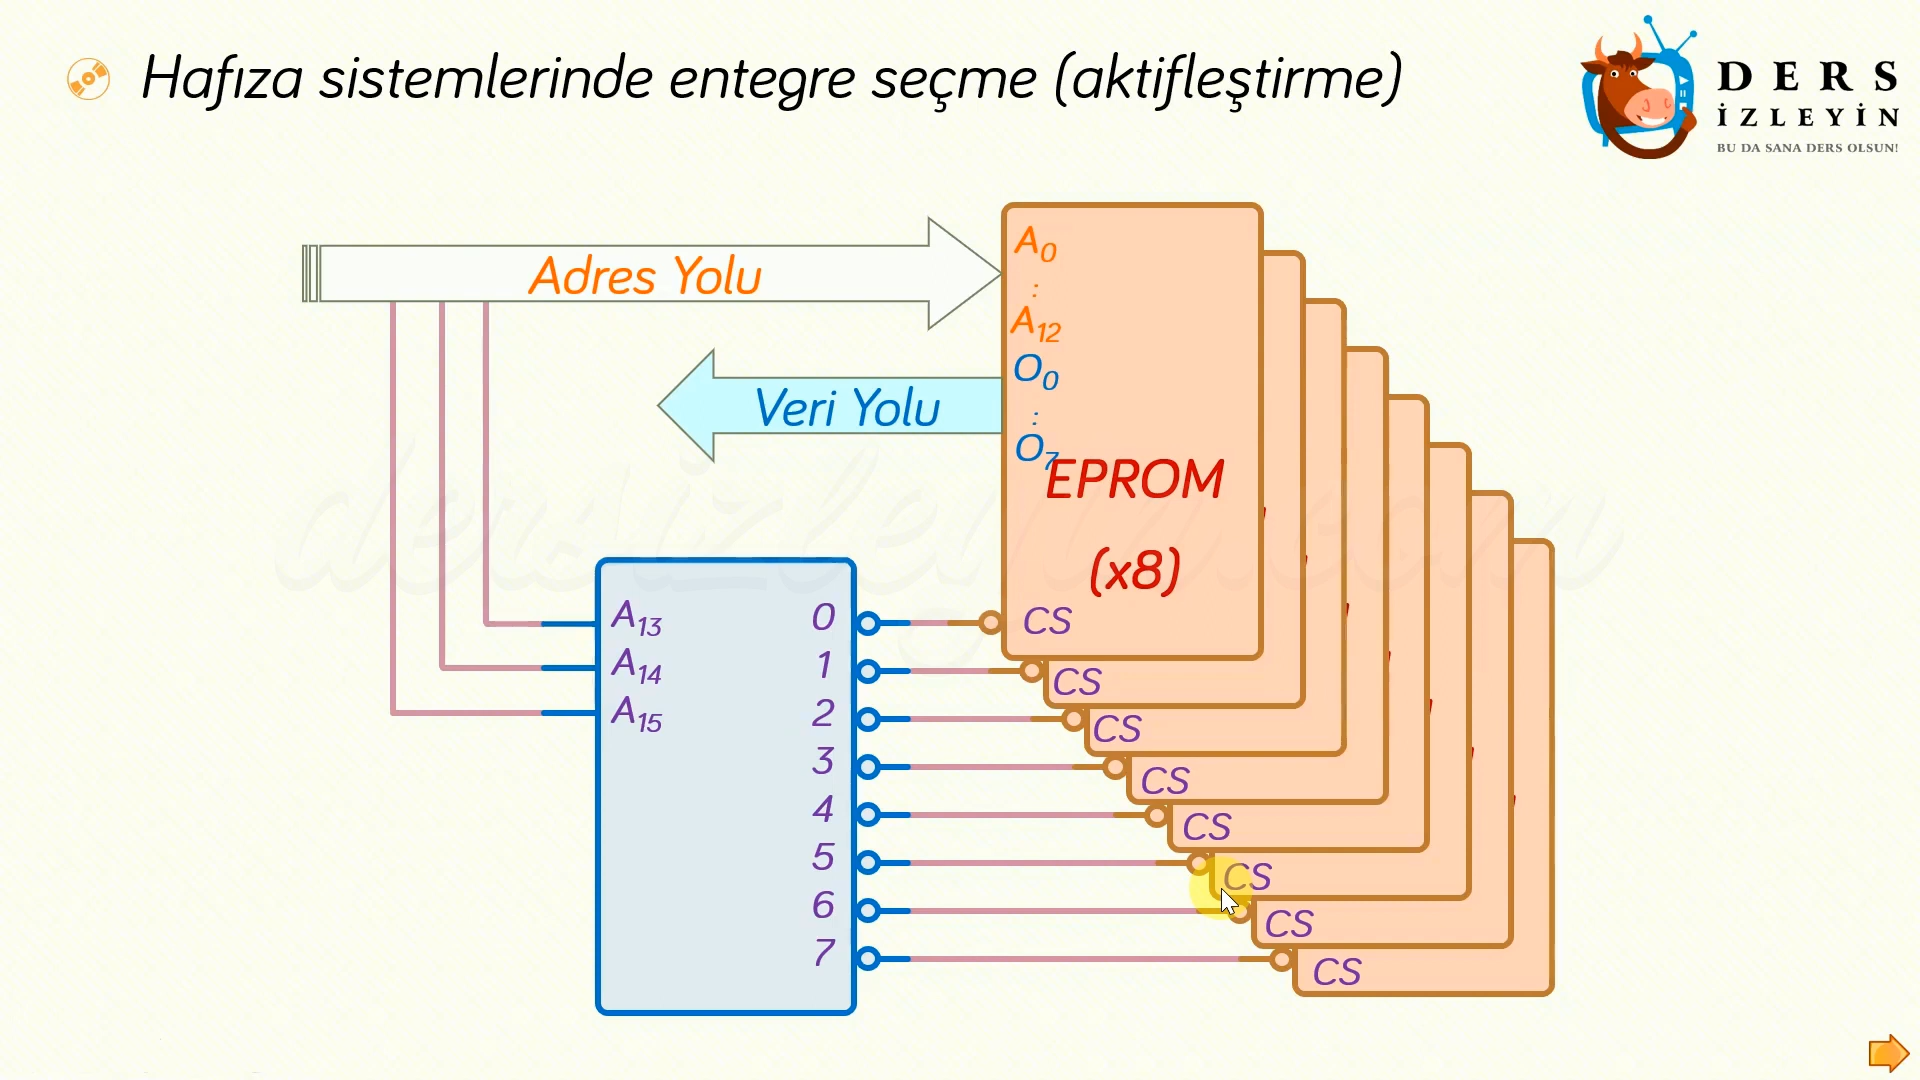 Hafıza sistemlerinde entegre seçme (aktifleştirme)
DERS
İZLEYİN
BU DA SANA DERS OLSUN!
Adres Yolu
Veri Yolu
A0
:
A12
O0
:
O7
EPROM
(x8)
dersizleyin.com
A13
A14
A15
0
1
2
3
4
5
6
7
CS
CS
CS
CS
CS
CS
CS
CS